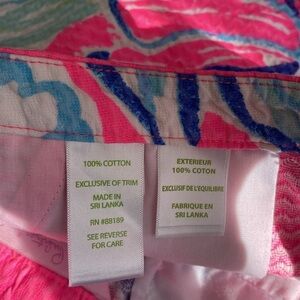 100% COTTON
EXCLUSIVE OF TRIM
MADE IN
SRI LANKA
RN #88189
SEE REVERSE
FOR CARE
EXTERIEUR
100% COTON
EXCLUSIF DE L'EQUILIBRE
FABRIQUE EN
SRI LANKA